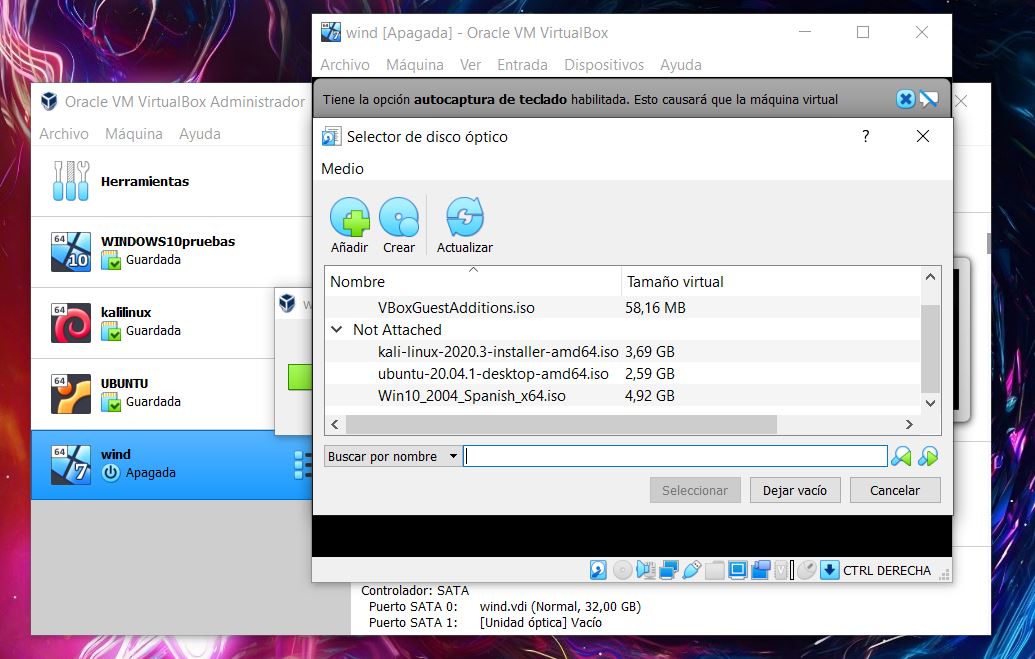 wind [Apagada] - Oracle VM VirtualBox
Archivo Máquina Ver Entrada Dispositivos Ayuda
Tiene la opción autocaptura de teclado habilitada. Esto causará que la máquina virtual
Oracle VM VirtualBox Administrador
Archivo Máquina Ayuda
Herramientas
64
10
WINDOWS10pruebas
Guardada
64
kalilinux
Guardada
64
UBUNTU
Guardada
64
7
wind
Apagada
Selector de disco óptico
?
Medio
Añadir Crear Actualizar
Nombre Tamaño virtual
VBoxGuestAdditions.iso 58,16 MB
Not Attached
kali-linux-2020.3-installer-amd64.iso 3,69 GB
ubuntu-20.04.1-desktop-amd64.iso 2,59 GB
Win10_2004_Spanish_x64.iso 4,92 GB
Buscar por nombre
Seleccionar Dejar vacío Cancelar
CTRL DERECHA
Controlador: SATA
Puerto SATA 0: wind.vdi (Normal, 32,00 GB)
Puerto SATA 1: [Unidad óptica] Vacío